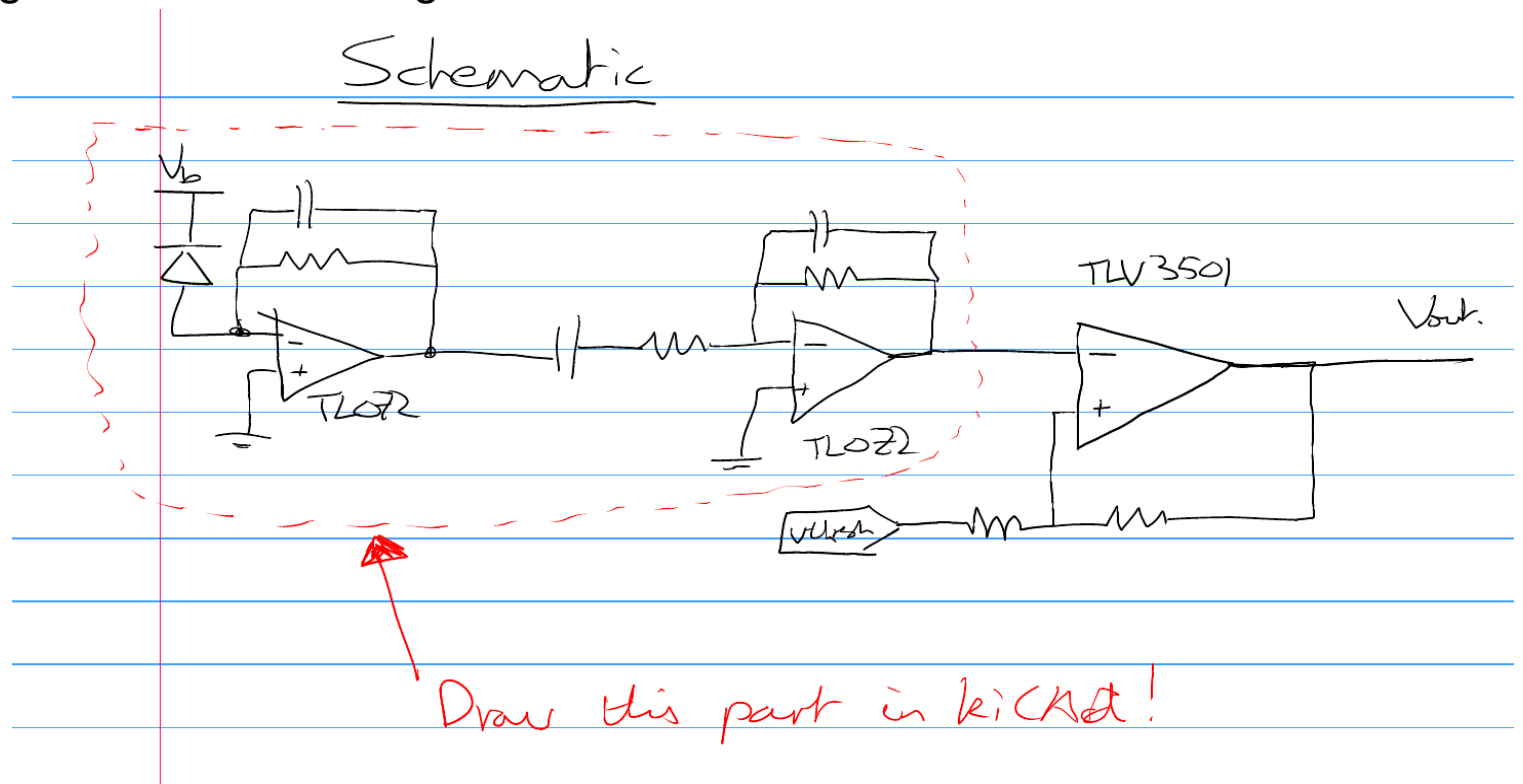 Schematic
Vb
TLV3501
Vout.
-
+
-
+
-
+
TL072
TL072
Vthresh
Draw this part in kiCAd!